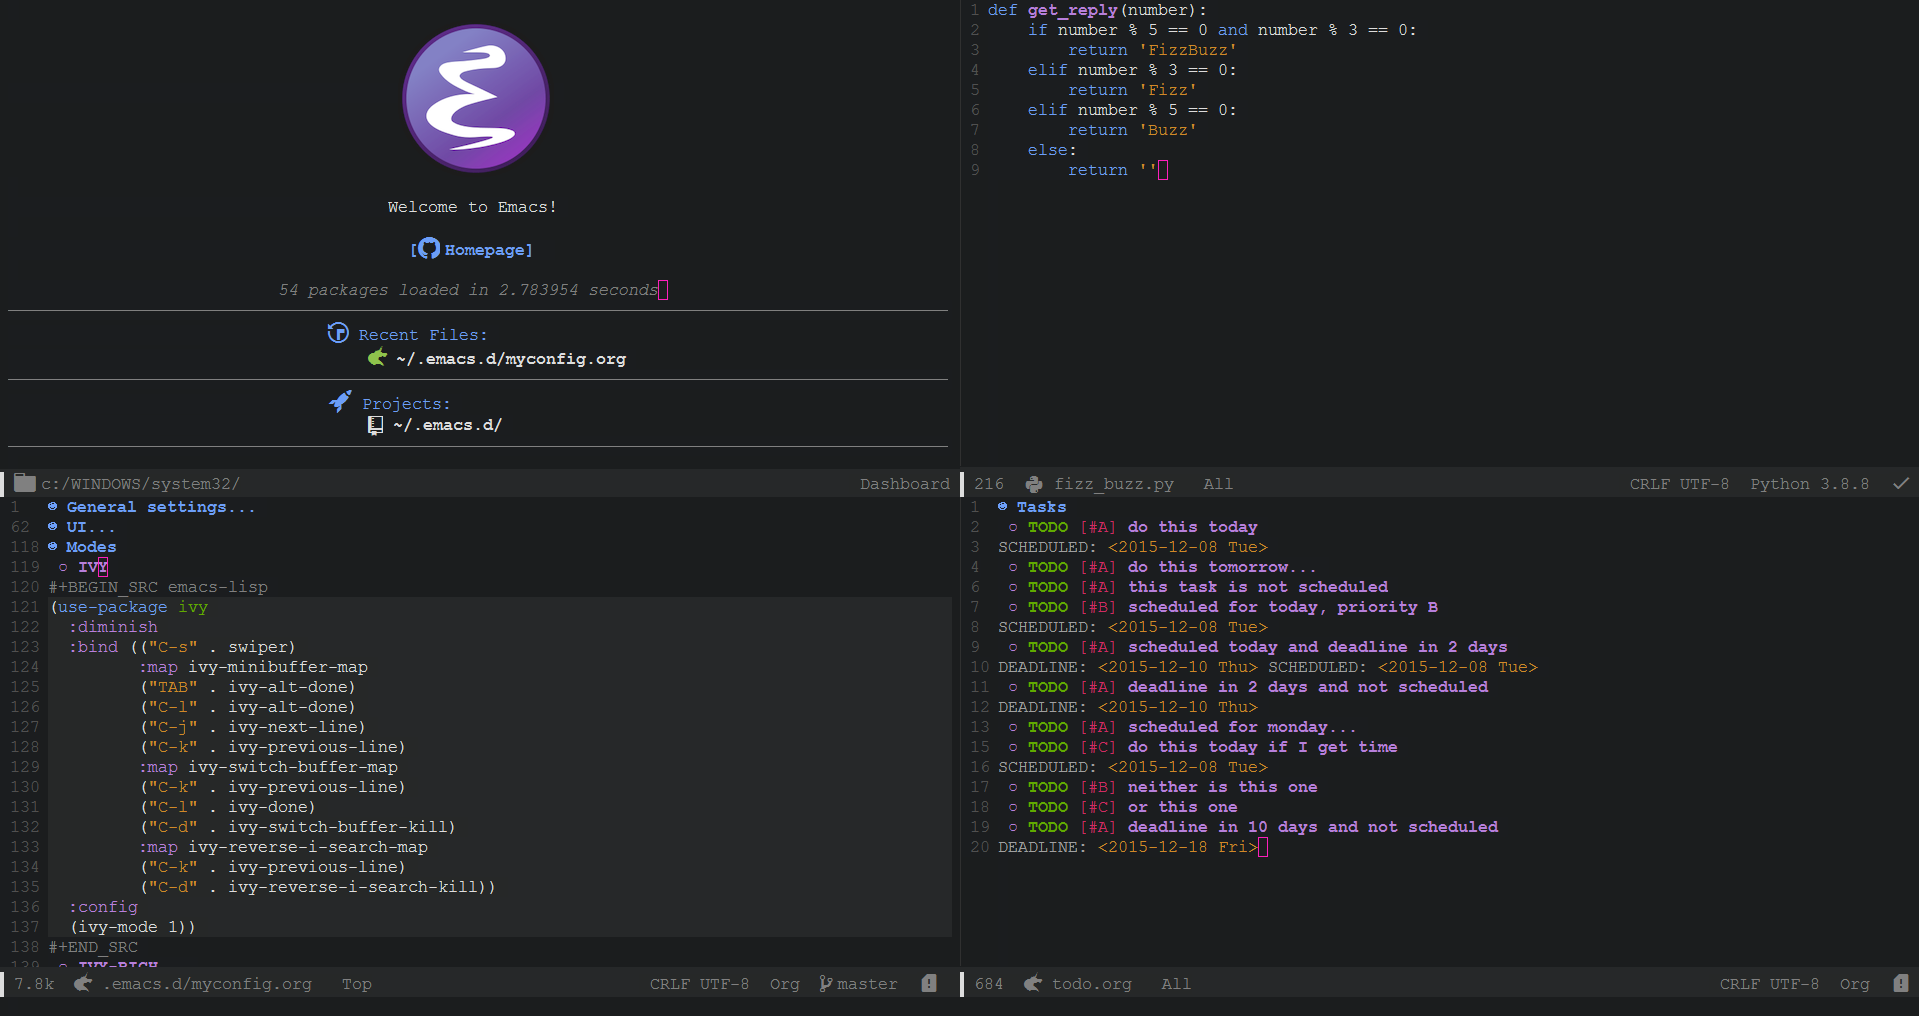 Welcome to Emacs!
[Homepage]
54 packages loaded in 2.783954 seconds
Recent Files:
~/.emacs.d/myconfig.org
Projects:
~/.emacs.d/
c:/WINDOWS/system32/ Dashboard
1 def get_reply(number):
2 if number % 5 == 0 and number % 3 == 0:
3 return 'FizzBuzz'
4 elif number % 3 == 0:
5 return 'Fizz'
6 elif number % 5 == 0:
7 return 'Buzz'
8 else:
9 return ''
216 fizz_buzz.py All CRLF UTF-8 Python 3.8.8
1 General settings...
62 UI...
118 Modes
119 IVY
120 #+BEGIN_SRC emacs-lisp
121 (use-package ivy
122 :diminish
123 :bind (("C-s" . swiper)
124 :map ivy-minibuffer-map
125 ("TAB" . ivy-alt-done)
126 ("C-l" . ivy-alt-done)
127 ("C-j" . ivy-next-line)
128 ("C-k" . ivy-previous-line)
129 :map ivy-switch-buffer-map
130 ("C-k" . ivy-previous-line)
131 ("C-l" . ivy-done)
132 ("C-d" . ivy-switch-buffer-kill)
133 :map ivy-reverse-i-search-map
134 ("C-k" . ivy-previous-line)
135 ("C-d" . ivy-reverse-i-search-kill))
136 :config
137 (ivy-mode 1))
138 #+END_SRC
139 IVY-RICH
7.8k .emacs.d/myconfig.org Top CRLF UTF-8 Org master
1 Tasks
2 TODO [#A] do this today
3 SCHEDULED: <2015-12-08 Tue>
4 TODO [#A] do this tomorrow...
6 TODO [#A] this task is not scheduled
7 TODO [#B] scheduled for today, priority B
8 SCHEDULED: <2015-12-08 Tue>
9 TODO [#A] scheduled today and deadline in 2 days
10 DEADLINE: <2015-12-10 Thu> SCHEDULED: <2015-12-08 Tue>
11 TODO [#A] deadline in 2 days and not scheduled
12 DEADLINE: <2015-12-10 Thu>
13 TODO [#A] scheduled for monday...
15 TODO [#C] do this today if I get time
16 SCHEDULED: <2015-12-08 Tue>
17 TODO [#B] neither is this one
18 TODO [#C] or this one
19 TODO [#A] deadline in 10 days and not scheduled
20 DEADLINE: <2015-12-18 Fri>
684 todo.org All CRLF UTF-8 Org